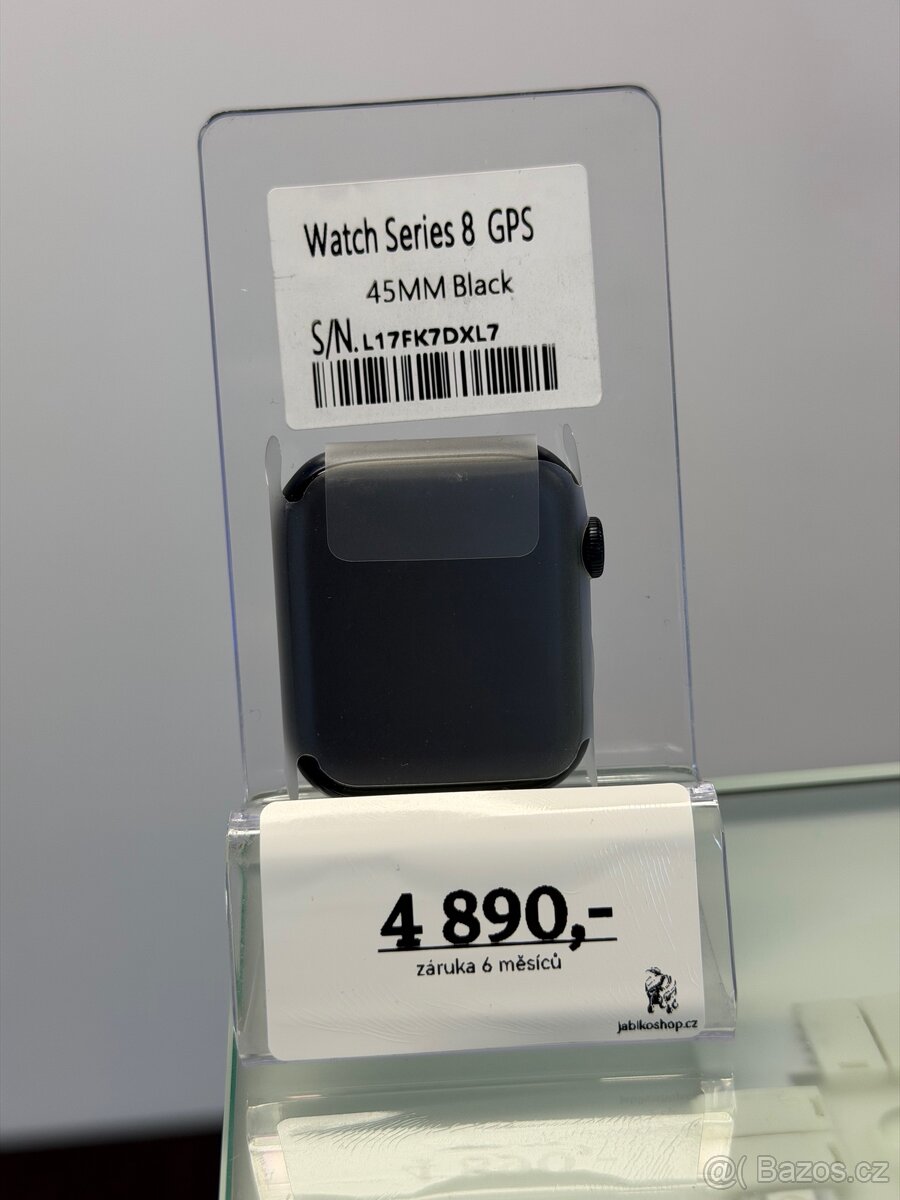 Watch Series 8 GPS
45MM Black
S/N. L17FK7DXL7
4 890,-
záruka 6 měsíců
jablkoshop.cz
@( Bazos.cz